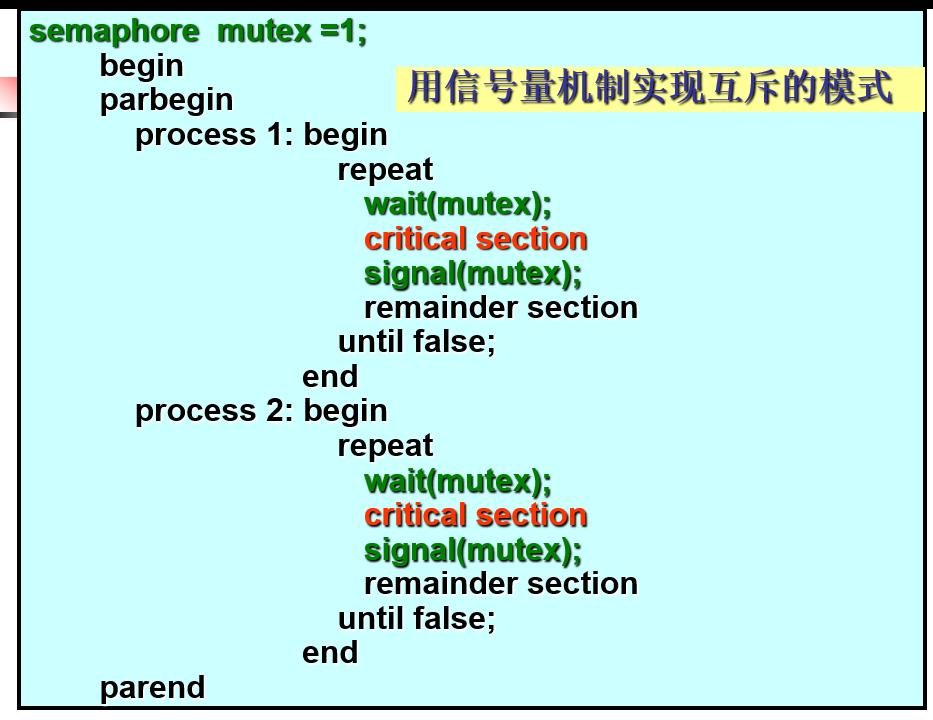 semaphore mutex =1;
begin
用信号量机制实现互斥的模式
parbegin
process 1: begin
repeat
wait(mutex);
critical section
signal(mutex);
remainder section
until false;
end
process 2: begin
repeat
wait(mutex);
critical section
signal(mutex);
remainder section
until false;
end
parend